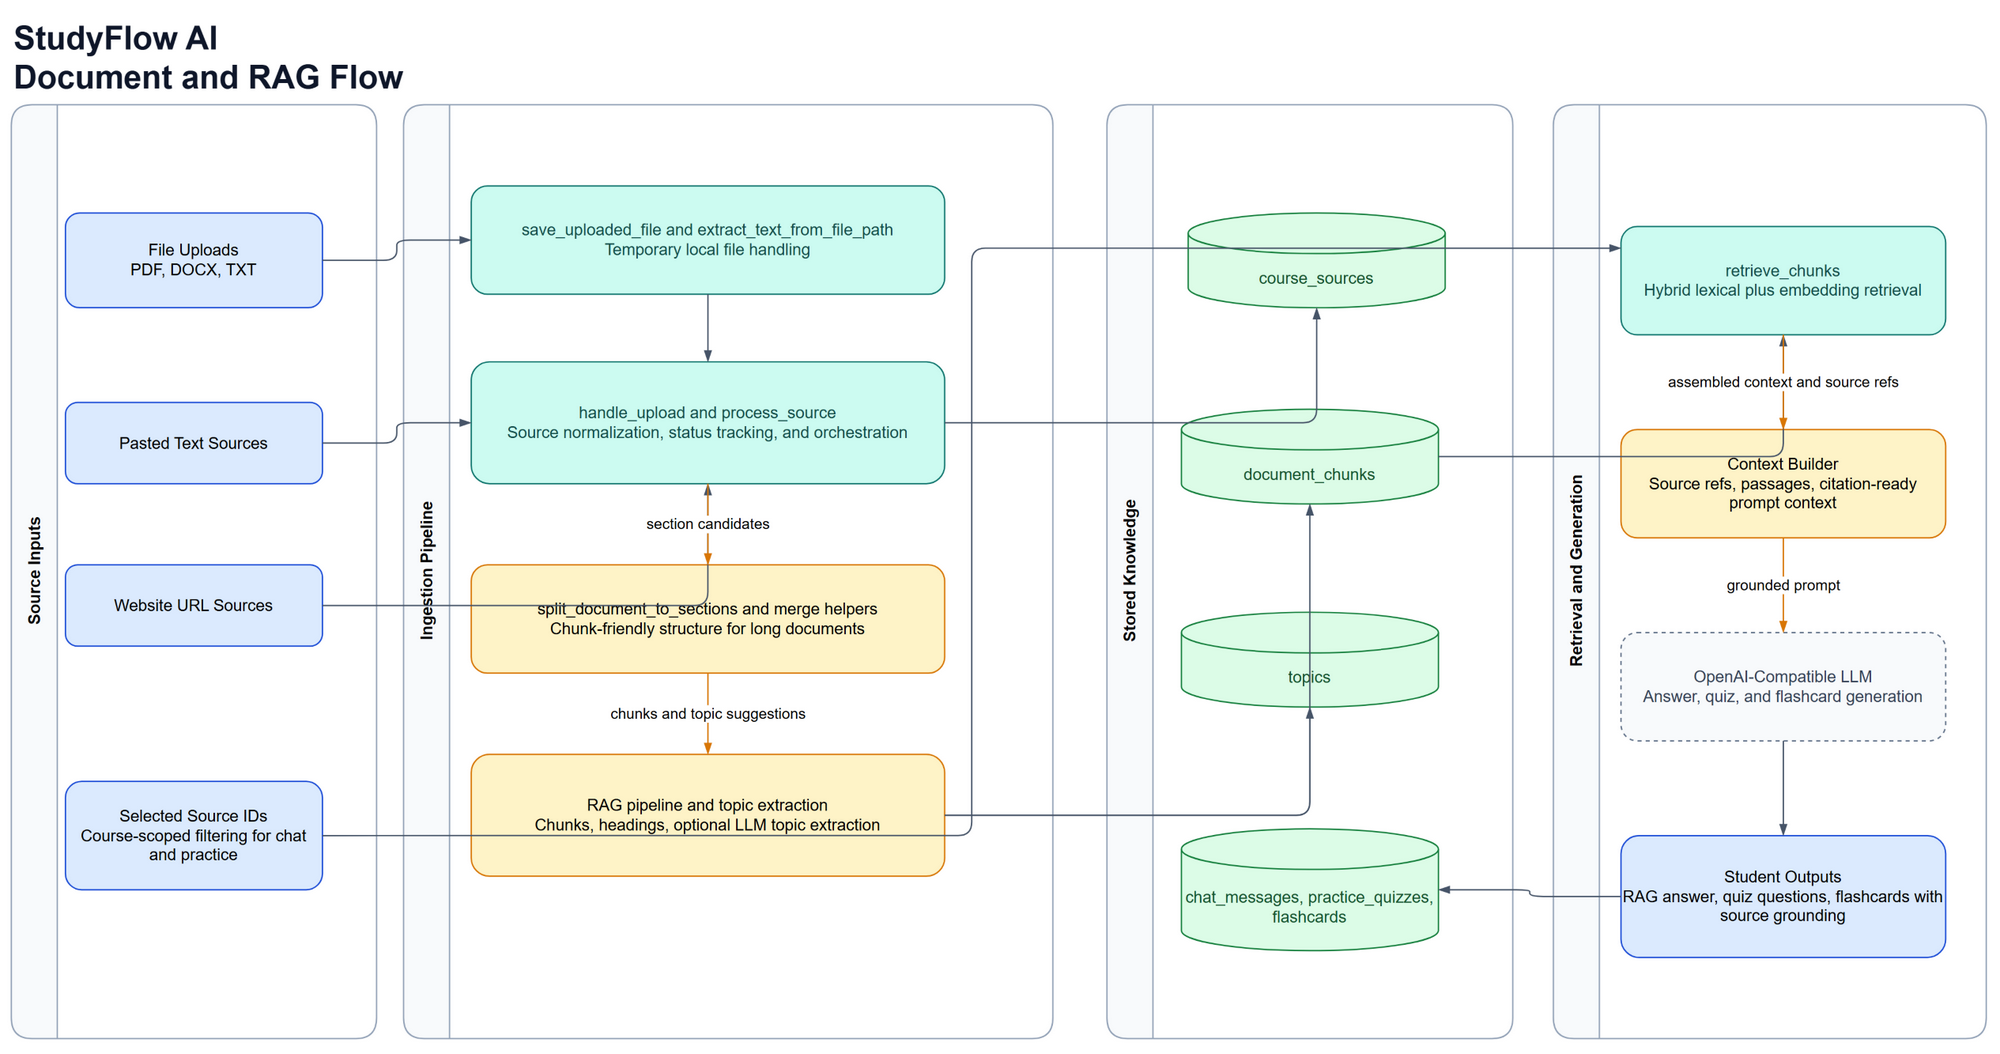 StudyFlow AI
Document and RAG Flow
Source Inputs
File Uploads
PDF, DOCX, TXT
Pasted Text Sources
Website URL Sources
Selected Source IDs
Course-scoped filtering for chat
and practice
Ingestion Pipeline
save_uploaded_file and extract_text_from_file_path
Temporary local file handling
handle_upload and process_source
Source normalization, status tracking, and orchestration
section candidates
split_document_to_sections and merge helpers
Chunk-friendly structure for long documents
chunks and topic suggestions
RAG pipeline and topic extraction
Chunks, headings, optional LLM topic extraction
Stored Knowledge
course_sources
document_chunks
topics
chat_messages, practice_quizzes,
flashcards
Retrieval and Generation
retrieve_chunks
Hybrid lexical plus embedding retrieval
assembled context and source refs
Context Builder
Source refs, passages, citation-ready
prompt context
grounded prompt
OpenAI-Compatible LLM
Answer, quiz, and flashcard generation
Student Outputs
RAG answer, quiz questions, flashcards with
source grounding